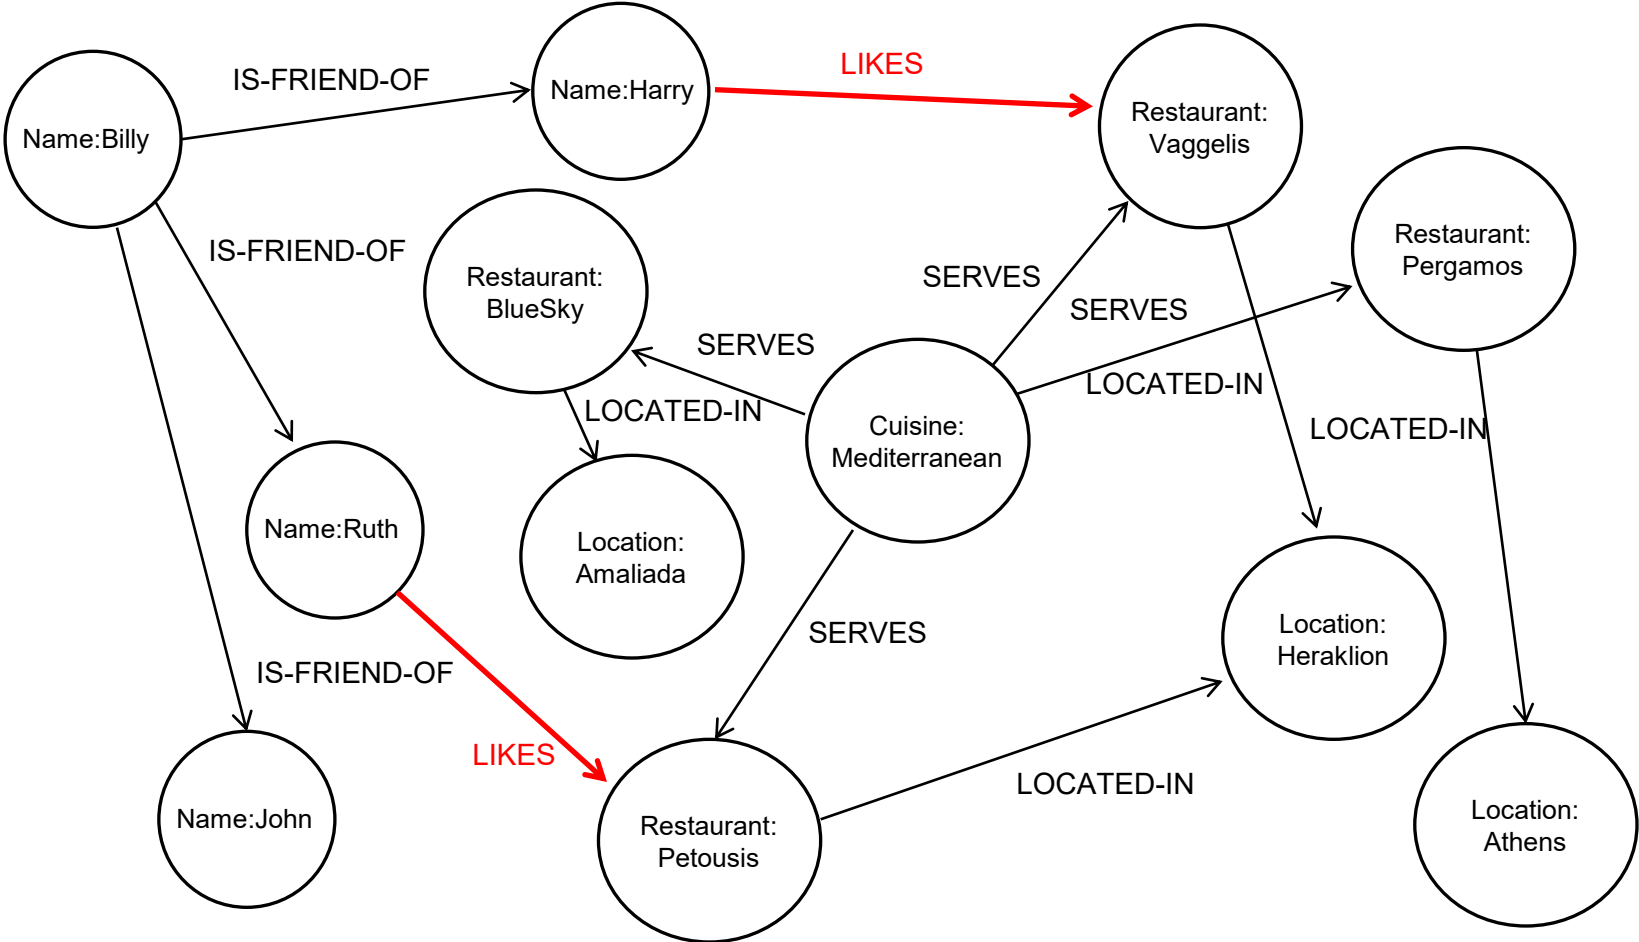 LIKES
IS-FRIEND-OF
Name:Harry
Restaurant:
Vaggelis
Name:Billy
IS-FRIEND-OF
Restaurant:
Pergamos
Restaurant:
BlueSky
SERVES
SERVES
SERVES
LOCATED-IN
LOCATED-IN
LOCATED-IN
Cuisine:
Mediterranean
Name:Ruth
Location:
Amaliada
SERVES
Location:
Heraklion
IS-FRIEND-OF
LIKES
LOCATED-IN
Name:John
Restaurant:
Petousis
Location:
Athens